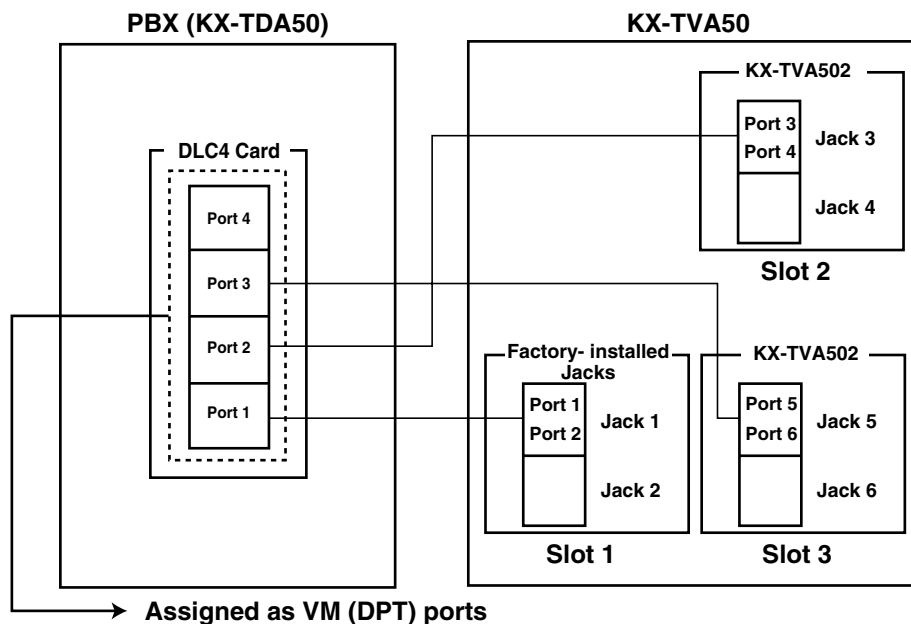 PBX (KX-TDA50)
DLC4 Card
Port 4
Port 3
Port 2
Port 1
Assigned as VM (DPT) ports
KX-TVA50
KX-TVA502
Port 3
Port 4
Jack 3
Jack 4
Slot 2
Factory- installed
Jacks
Port 1
Port 2
Jack 1
Jack 2
Slot 1
KX-TVA502
Port 5
Port 6
Jack 5
Jack 6
Slot 3